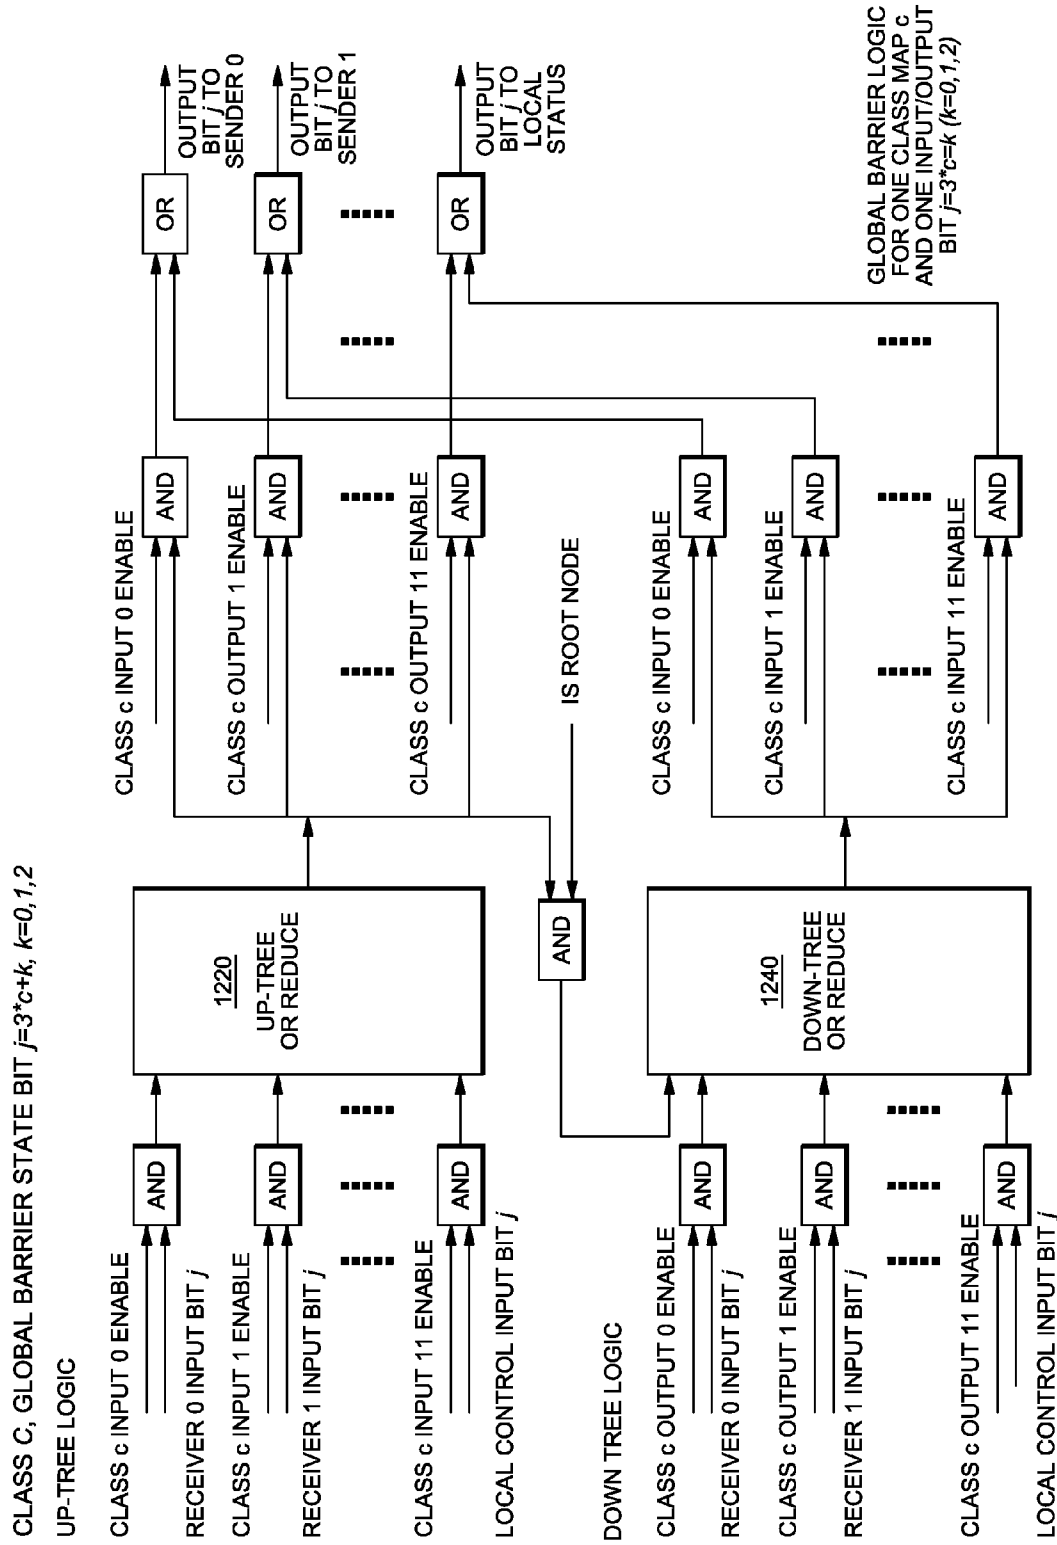 CLASS C, GLOBAL BARRIER STATE BIT j=3*c+k, k=0,1,2
UP-TREE LOGIC
CLASS c INPUT 0 ENABLE
RECEIVER 0 INPUT BIT j
AND
CLASS c INPUT 1 ENABLE
RECEIVER 1 INPUT BIT j
AND
CLASS c INPUT 11 ENABLE
LOCAL CONTROL INPUT BIT j
AND
1220
UP-TREE
OR REDUCE
CLASS c INPUT 0 ENABLE
AND
CLASS c OUTPUT 1 ENABLE
AND
CLASS c OUTPUT 11 ENABLE
AND
OR
OUTPUT
BIT j TO
SENDER 0
OR
OUTPUT
BIT j TO
SENDER 1
OR
OUTPUT
BIT j TO
LOCAL
STATUS
AND
IS ROOT NODE
DOWN TREE LOGIC
CLASS c OUTPUT 0 ENABLE
RECEIVER 0 INPUT BIT j
AND
CLASS c OUTPUT 1 ENABLE
RECEIVER 1 INPUT BIT j
AND
CLASS c OUTPUT 11 ENABLE
LOCAL CONTROL INPUT BIT j
AND
1240
DOWN-TREE
OR REDUCE
CLASS c INPUT 0 ENABLE
AND
CLASS c INPUT 1 ENABLE
AND
CLASS c INPUT 11 ENABLE
AND
GLOBAL BARRIER LOGIC
FOR ONE CLASS MAP c
AND ONE INPUT/OUTPUT
BIT j=3*c=k (k=0,1,2)